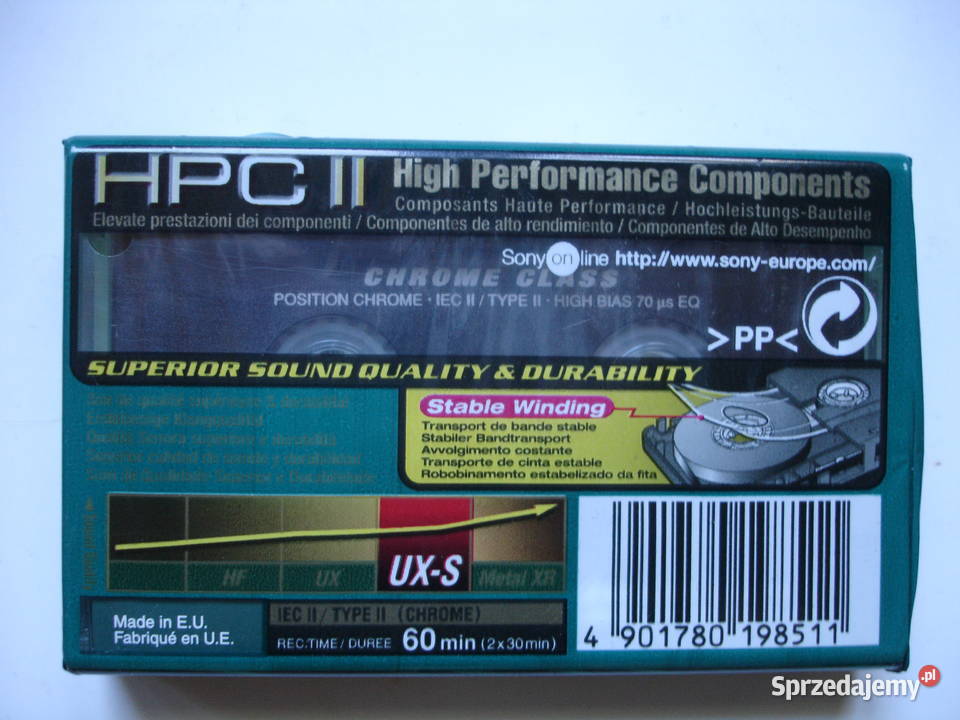 HPC II High Performance Components
Composants Haute Performance / Hochleistungs-Bauteile
Elevate prestazioni dei componenti / Componentes de alto rendimiento / Componentes de Alto Desempenho
Sony on line http://www.sony-europe.com/
CHROME CLASS
POSITION CHROME · IEC II / TYPE II · HIGH BIAS 70 µs EQ
>PP<
SUPERIOR SOUND QUALITY & DURABILITY
Stable Winding
Transport de bande stable
Stabiler Bandtransport
Avvolgimento costante
Transporte de cinta estable
Robobinamento estabelizado da fita
HF UX UX-S Metal XR
IEC II / TYPE II (CHROME)
Made in E.U.
Fabriqué en U.E.
REC.TIME / DUREE 60 min (2 x 30 min)
4 901780 198511
Sprzedajemy.pl